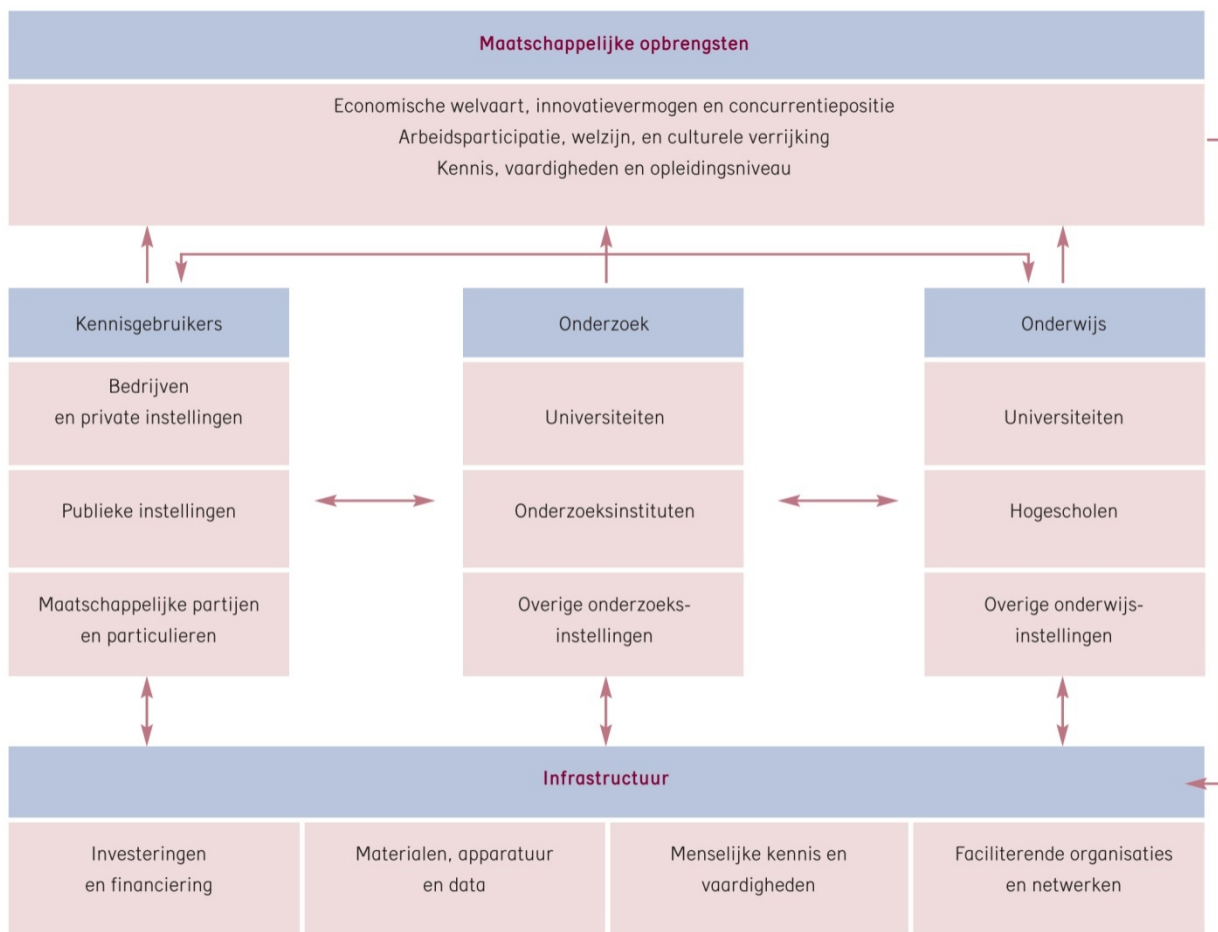 Maatschappelijke opbrengsten
Economische welvaart, innovatievermogen en concurrentiepositie
Arbeidsparticipatie, welzijn, en culturele verrijking
Kennis, vaardigheden en opleidingsniveau
Kennisgebruikers
Bedrijven
en private instellingen
Publieke instellingen
Maatschappelijke partijen
en particulieren
Onderzoek
Universiteiten
Onderzoeksinstituten
Overige onderzoeks-
instellingen
Onderwijs
Universiteiten
Hogescholen
Overige onderwijs-
instellingen
Infrastructuur
Investeringen
en financiering
Materialen, apparatuur
en data
Menselijke kennis en
vaardigheden
Faciliterende organisaties
en netwerken